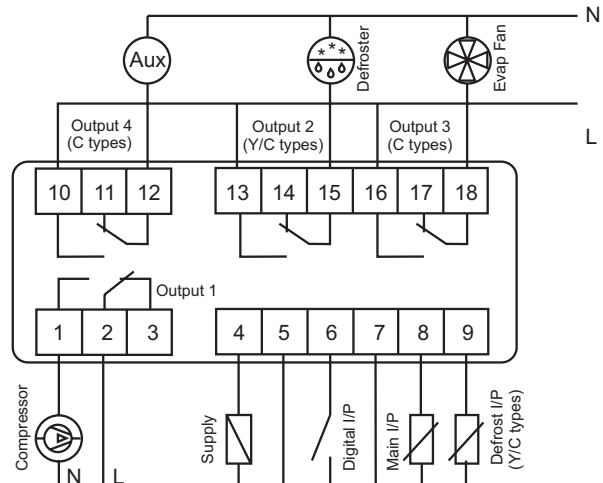 N
Aux
Defroster
Evap Fan
L
Output 4
(C types)
Output 2
(Y/C types)
Output 3
(C types)
10 11 12 13 14 15 16 17 18
Output 1
1 2 3 4 5 6 7 8 9
Compressor
Supply
Digital I/P
Main I/P
Defrost I/P
(Y/C types)
N L